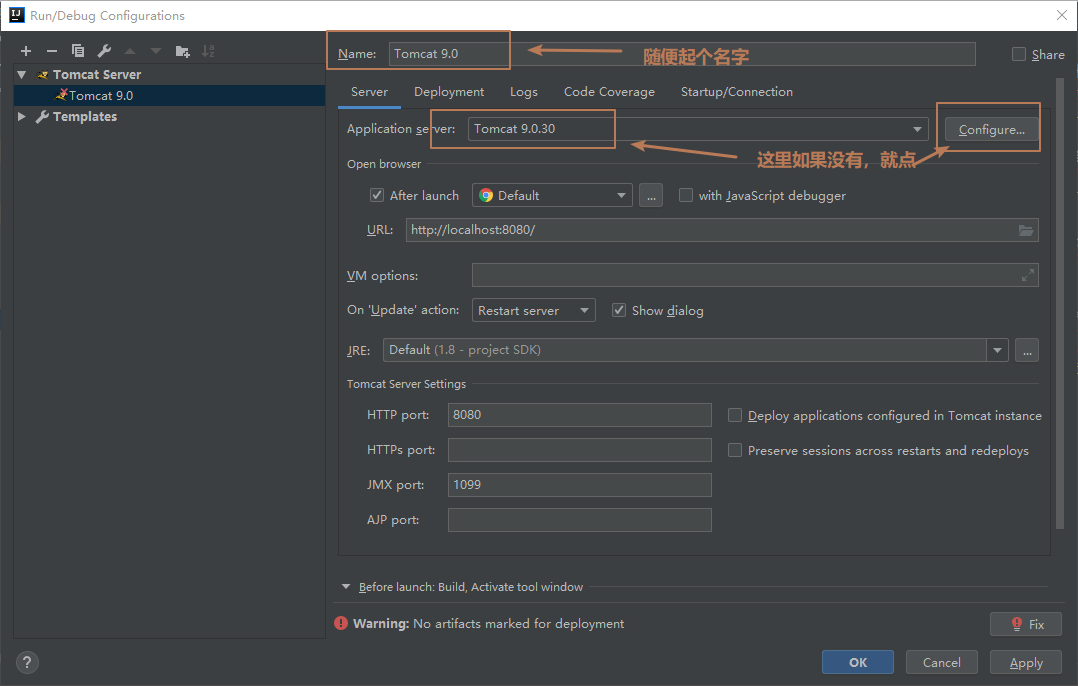 Run/Debug Configurations
Name: Tomcat 9.0 随便起个名字 Share
Tomcat Server
Tomcat 9.0
Templates
Server Deployment Logs Code Coverage Startup/Connection
Application server: Tomcat 9.0.30 Configure...
这里如果没有，就点
Open browser
After launch Default ... with JavaScript debugger
URL: http://localhost:8080/
VM options:
On 'Update' action: Restart server Show dialog
JRE: Default (1.8 - project SDK) ...
Tomcat Server Settings
HTTP port: 8080 Deploy applications configured in Tomcat instance
HTTPs port: Preserve sessions across restarts and redeploys
JMX port: 1099
AJP port:
Before launch: Build, Activate tool window
Warning: No artifacts marked for deployment Fix
? OK Cancel Apply